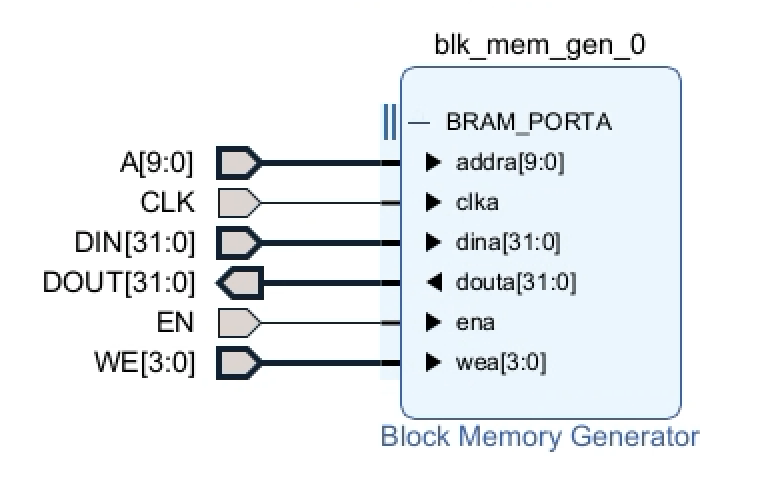 blk_mem_gen_0
BRAM_PORTA
A[9:0] addra[9:0]
CLK clka
DIN[31:0] dina[31:0]
DOUT[31:0] douta[31:0]
EN ena
WE[3:0] wea[3:0]
Block Memory Generator